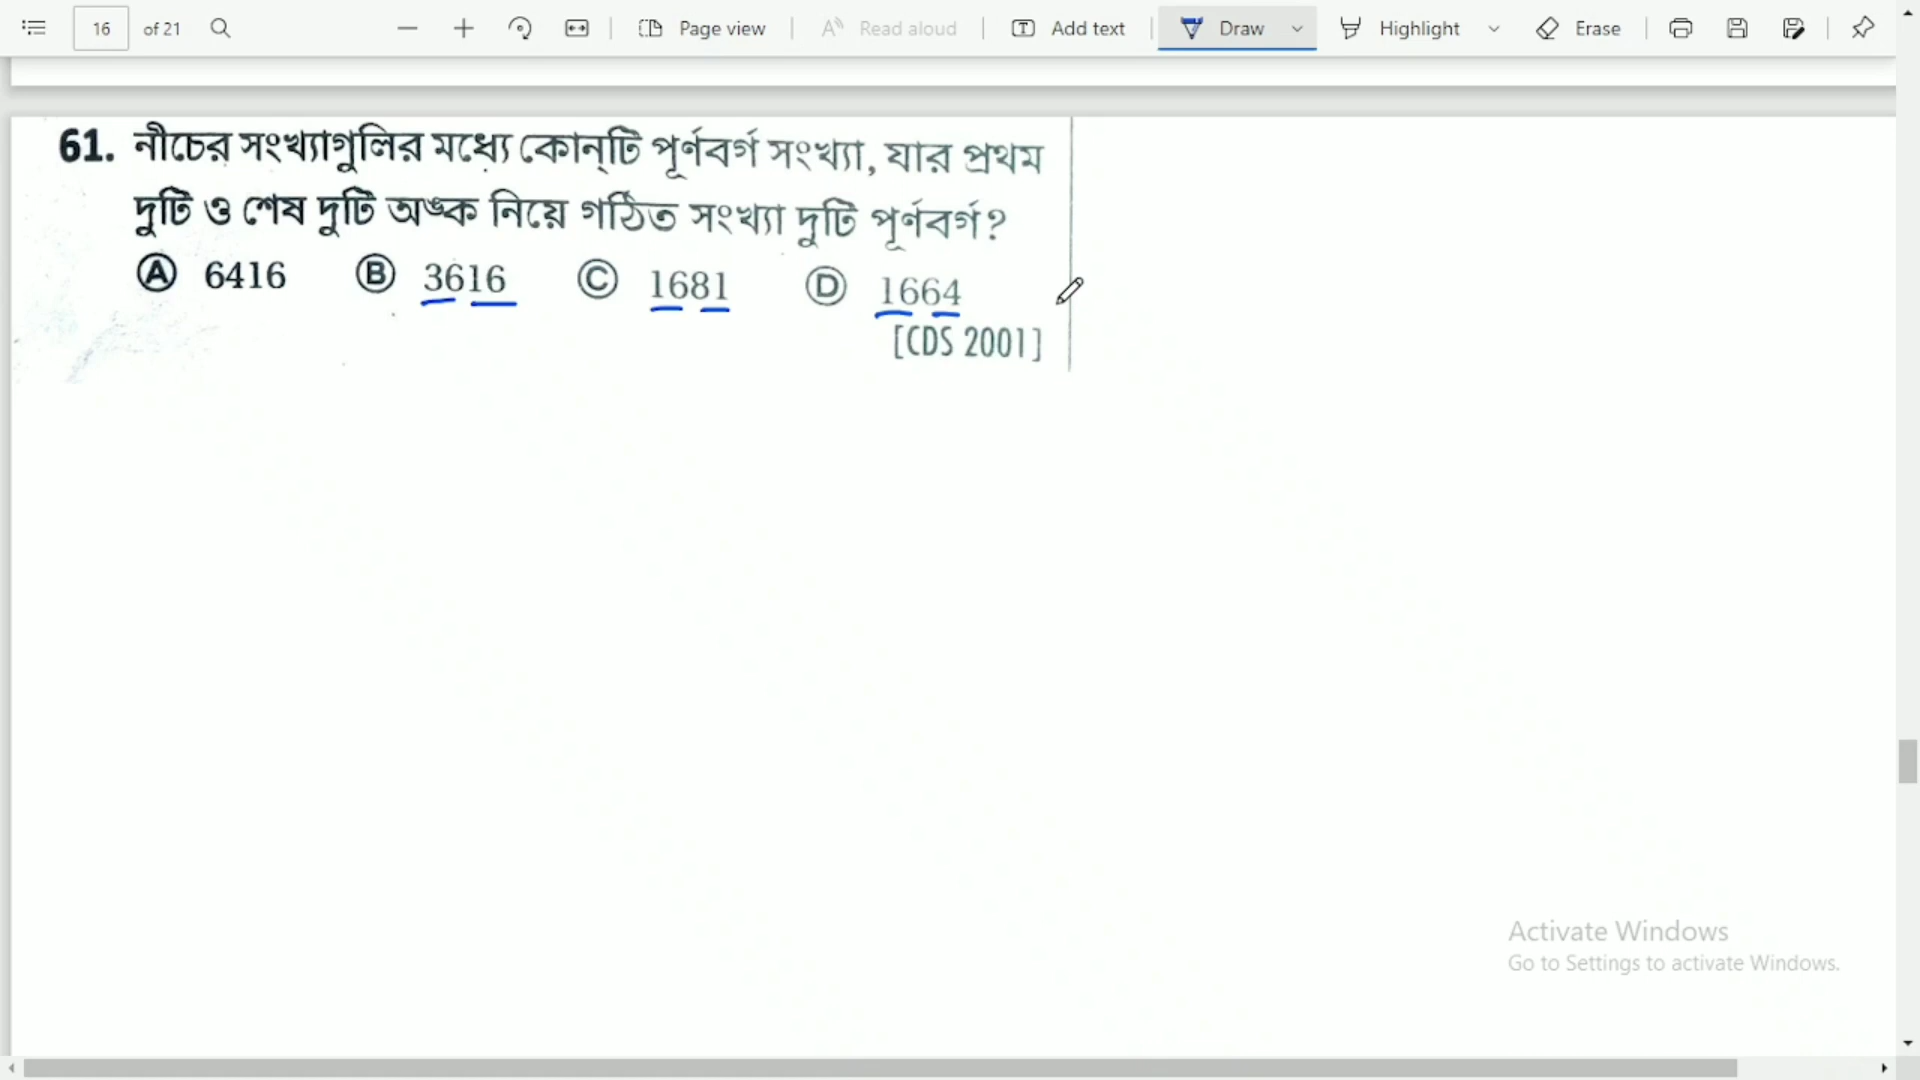 16 of 21 Page view Read aloud Add text Draw Highlight Erase
61. নীচের সংখ্যাগুলির মধ্যে কোন্‌টি পূর্ণবর্গ সংখ্যা, যার প্রথম
দুটি ও শেষ দুটি অঙ্ক নিয়ে গঠিত সংখ্যা দুটি পূর্ণবর্গ?
Ⓐ 6416 Ⓑ 3616 Ⓒ 1681 Ⓓ 1664
[CDS 2001]
Activate Windows
Go to Settings to activate Windows.